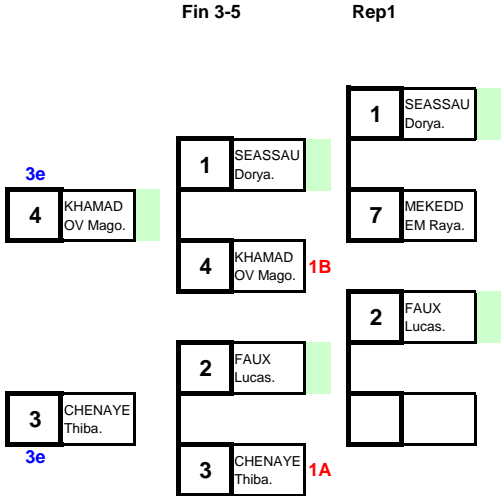 Fin 3-5
Rep1
1
SEASSAU
Dorya.
1
SEASSAU
Dorya.
3e
4
KHAMAD
OV Mago.
7
MEKEDD
EM Raya.
4
KHAMAD
OV Mago.
1B
2
FAUX
Lucas.
2
FAUX
Lucas.
3
CHENAYE
Thiba.
3e
3
CHENAYE
Thiba.
1A